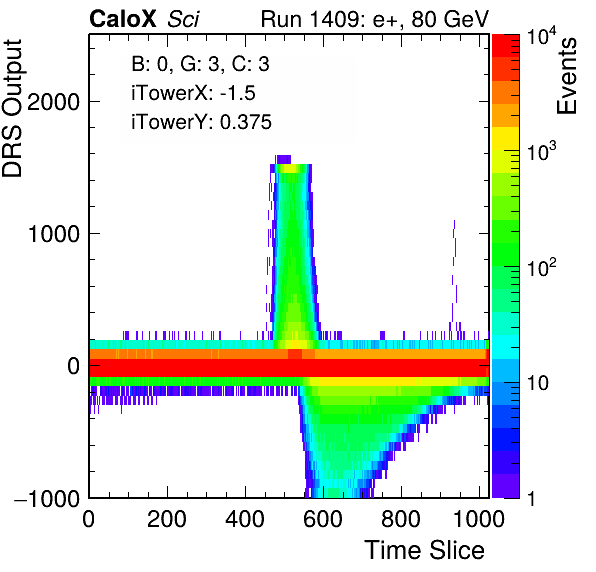 CaloX Sci Run 1409: e+, 80 GeV
B: 0, G: 3, C: 3
iTowerX: -1.5
iTowerY: 0.375
DRS Output
2000
1000
0
−1000
0 200 400 600 800 1000
Time Slice
Events
10^4
10^3
10^2
10
1